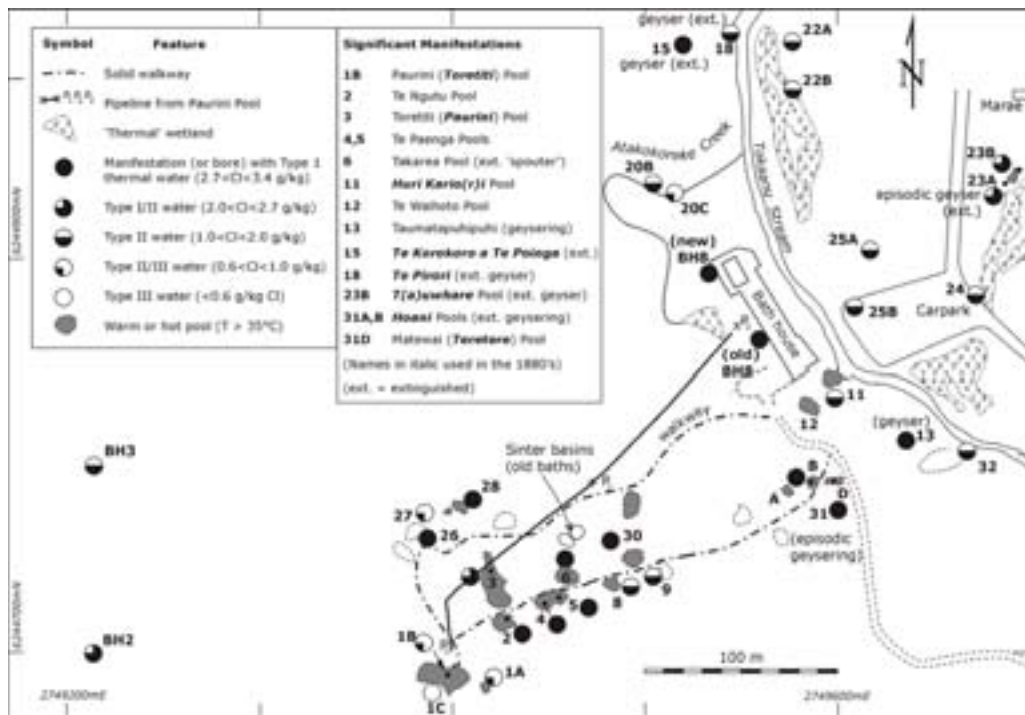 Symbol Feature
Solid walkway
Pipeline from Paurini Pool
'Thermal' wetland
Manifestation (or bore) with Type 1
thermal water (2.7<Cl<3.4 g/kg)
Type I/II water (2.0<Cl<2.7 g/kg)
Type II water (1.0<Cl<2.0 g/kg)
Type II/III water (0.6<Cl<1.0 g/kg)
Type III water (<0.6 g/kg Cl)
Warm or hot pool (T > 35°C)
Significant Manifestations
1B Paurini (Toretiti) Pool
2 Te Ngutu Pool
3 Toretiti (Paurini) Pool
4,5 Te Paenga Pools
6 Takarea Pool (ext. 'spouter')
11 Huri Kario(r)i Pool
12 Te Waihoto Pool
13 Taumatapuhipuhi (geysering)
15 Te Korokoro a Te Poinga (ext.)
18 Te Pirori (ext. geyser)
23B T(a)uwhare Pool (ext. geyser)
31A,B Hoani Pools (ext. geysering)
31D Matewai (Toretore) Pool
(Names in italic used in the 1880's)
(ext. = extinguished)
geyser (ext.)
15
18
geyser (ext.)
22A
22B
N
Marae
Atakokoreke Creek
Tokaanu Stream
20B
20C
23B
23A
episodic geyser
(ext.)
25A
(new)
BH8
24
25B
Carpark
Bath house
(old)
BH8
11
12
(geyser)
13
32
walkway
BH3
Sinter basins
(old baths)
28
27
26
30
A
B
D
31
(episodic
geysering)
3
6
8
9
5
4
2
1B
1A
1C
BH2
100 m
6244800mN
6244700mN
2749200mE
2749600mE